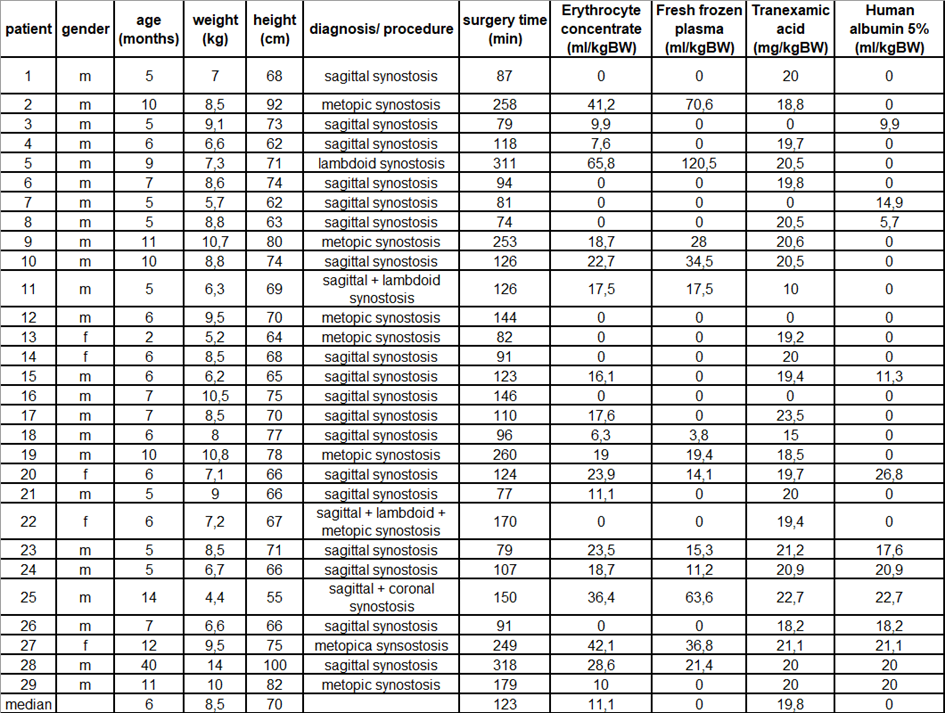 patient gender age (months) weight (kg) height (cm) diagnosis/ procedure surgery time (min) Erythrocyte concentrate (ml/kgBW) Fresh frozen plasma (ml/kgBW) Tranexamic acid (mg/kgBW) Human albumin 5% (ml/kgBW)
1 m 5 7 68 sagittal synostosis 87 0 0 20 0
2 m 10 8,5 92 metopic synostosis 258 41,2 70,6 18,8 0
3 m 5 9,1 73 sagittal synostosis 79 9,9 0 0 9,9
4 m 6 6,6 62 sagittal synostosis 118 7,6 0 19,7 0
5 m 9 7,3 71 lambdoid synostosis 311 65,8 120,5 20,5 0
6 m 7 8,6 74 sagittal synostosis 94 0 0 19,8 0
7 m 5 5,7 62 sagittal synostosis 81 0 0 0 14,9
8 m 5 8,8 63 sagittal synostosis 74 0 0 20,5 5,7
9 m 11 10,7 80 metopic synostosis 253 18,7 28 20,6 0
10 m 10 8,8 74 sagittal synostosis 126 22,7 34,5 20,5 0
11 m 5 6,3 69 sagittal + lambdoid synostosis 126 17,5 17,5 10 0
12 m 6 9,5 70 metopic synostosis 144 0 0 0 0
13 f 2 5,2 64 metopic synostosis 82 0 0 19,2 0
14 f 6 8,5 68 sagittal synostosis 91 0 0 20 0
15 m 6 6,2 65 sagittal synostosis 123 16,1 0 19,4 11,3
16 m 7 10,5 75 sagittal synostosis 146 0 0 0 0
17 m 7 8,5 70 sagittal synostosis 110 17,6 0 23,5 0
18 m 6 8 77 sagittal synostosis 96 6,3 3,8 15 0
19 m 10 10,8 78 metopic synostosis 260 19 19,4 18,5 0
20 f 6 7,1 66 sagittal synostosis 124 23,9 14,1 19,7 26,8
21 m 5 9 66 sagittal synostosis 77 11,1 0 20 0
22 f 6 7,2 67 sagittal + lambdoid + metopic synostosis 170 0 0 19,4 0
23 m 5 8,5 71 sagittal synostosis 79 23,5 15,3 21,2 17,6
24 m 5 6,7 66 sagittal synostosis 107 18,7 11,2 20,9 20,9
25 m 14 4,4 55 sagittal + coronal synostosis 150 36,4 63,6 22,7 22,7
26 m 7 6,6 66 sagittal synostosis 91 0 0 18,2 18,2
27 f 12 9,5 75 metopica synsostosis 249 42,1 36,8 21,1 21,1
28 m 40 14 100 sagittal synostosis 318 28,6 21,4 20 20
29 m 11 10 82 metopic synostosis 179 10 0 20 20
median 6 8,5 70 123 11,1 0 19,8 0